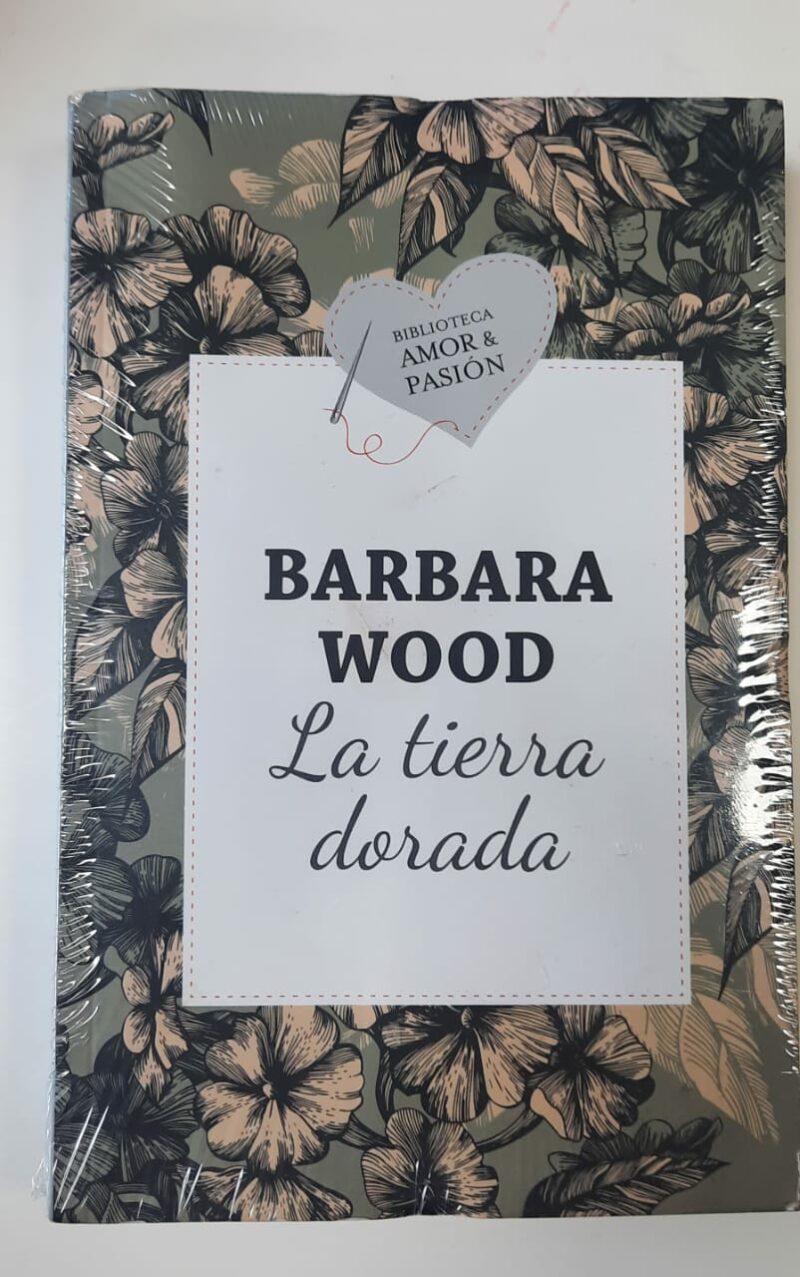 BIBLIOTECA
AMOR &
PASIÓN
BARBARA
WOOD
La tierra
dorada